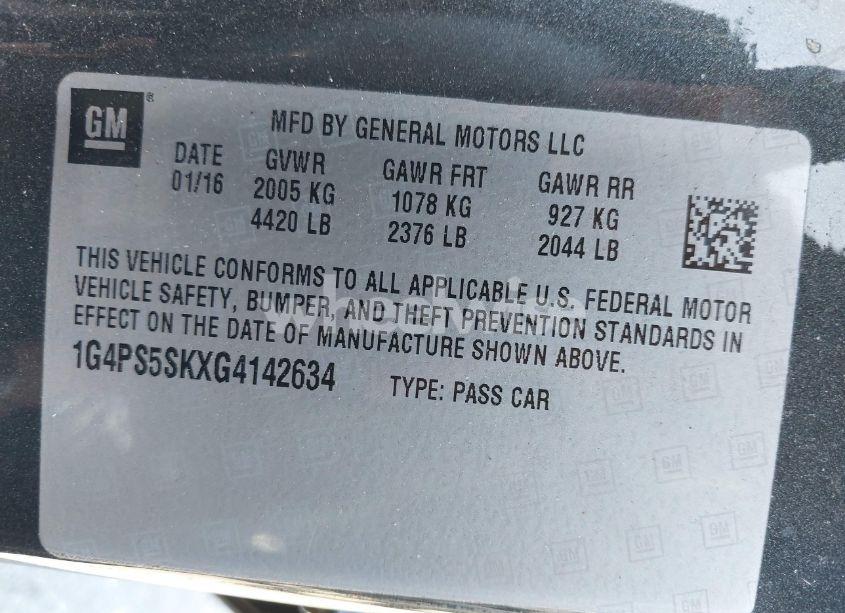 GM
MFD BY GENERAL MOTORS LLC
DATE GVWR GAWR FRT GAWR RR
01/16 2005 KG 1078 KG 927 KG
4420 LB 2376 LB 2044 LB
THIS VEHICLE CONFORMS TO ALL APPLICABLE U.S. FEDERAL MOTOR
VEHICLE SAFETY, BUMPER, AND THEFT PREVENTION STANDARDS IN
EFFECT ON THE DATE OF MANUFACTURE SHOWN ABOVE.
1G4PS5SKXG4142634 TYPE: PASS CAR